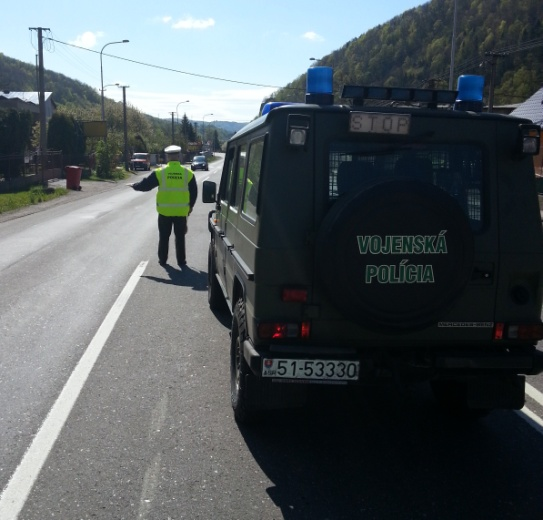 STOP
VOJENSKÁ
POLÍCIA
51-53330